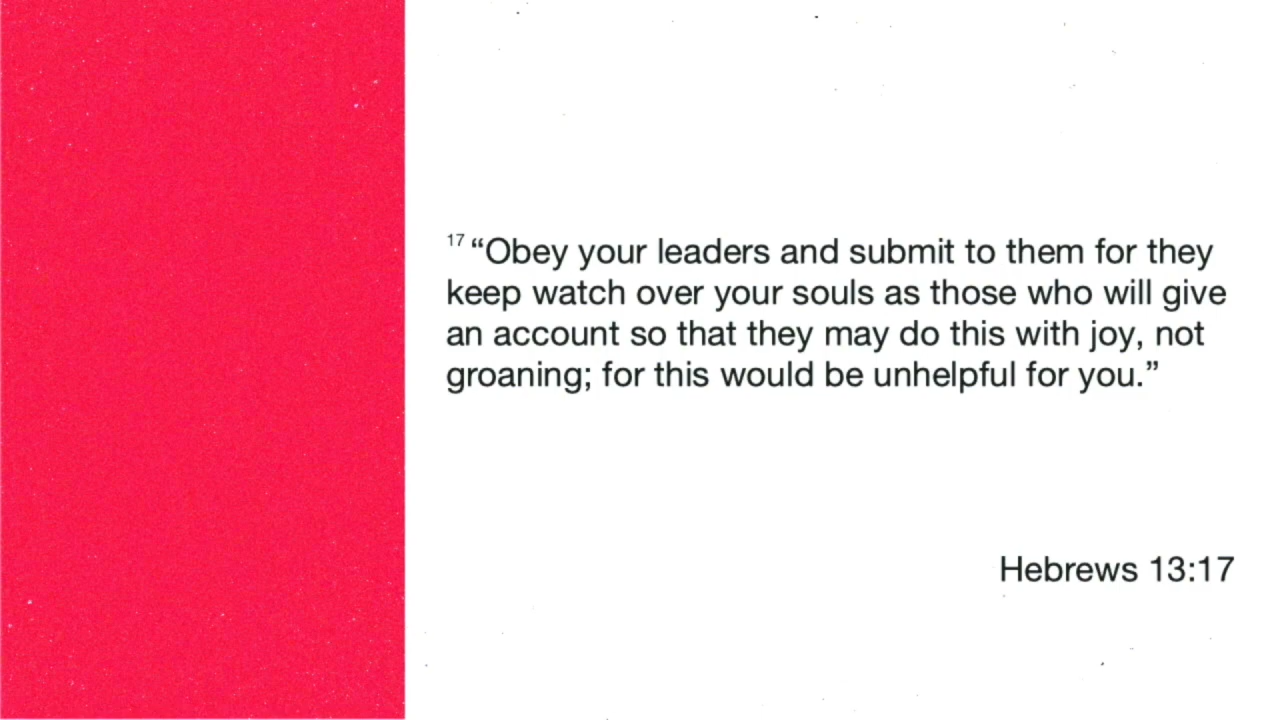 17 “Obey your leaders and submit to them for they
keep watch over your souls as those who will give
an account so that they may do this with joy, not
groaning; for this would be unhelpful for you.”
Hebrews 13:17